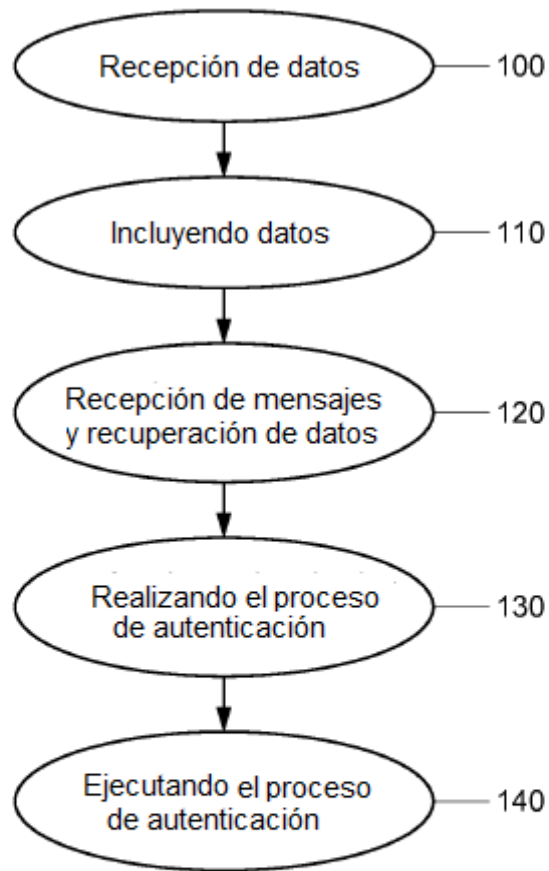 Recepción de datos
100
Incluyendo datos
110
Recepción de mensajes
y recuperación de datos
120
Realizando el proceso
de autenticación
130
Ejecutando el proceso
de autenticación
140